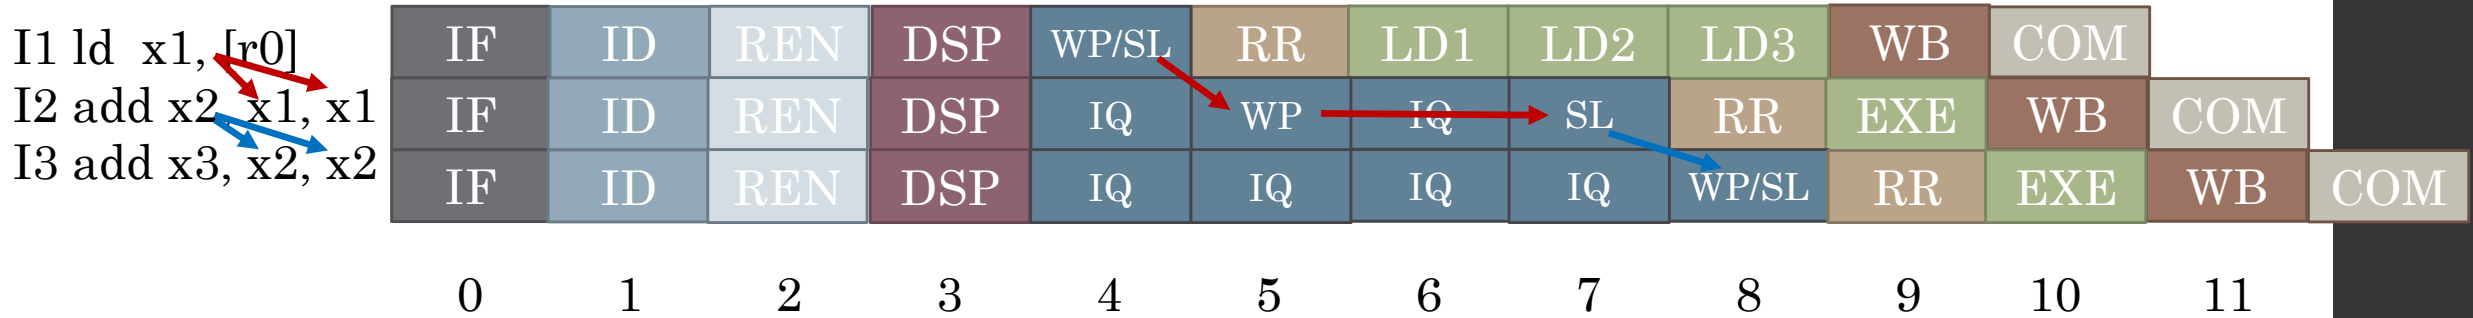 I1 ld x1, [r0] IF ID REN DSP WP/SL RR LD1 LD2 LD3 WB COM
I2 add x2, x1, x1 IF ID REN DSP IQ WP IQ SL RR EXE WB COM
I3 add x3, x2, x2 IF ID REN DSP IQ IQ IQ IQ WP/SL RR EXE WB COM
0 1 2 3 4 5 6 7 8 9 10 11